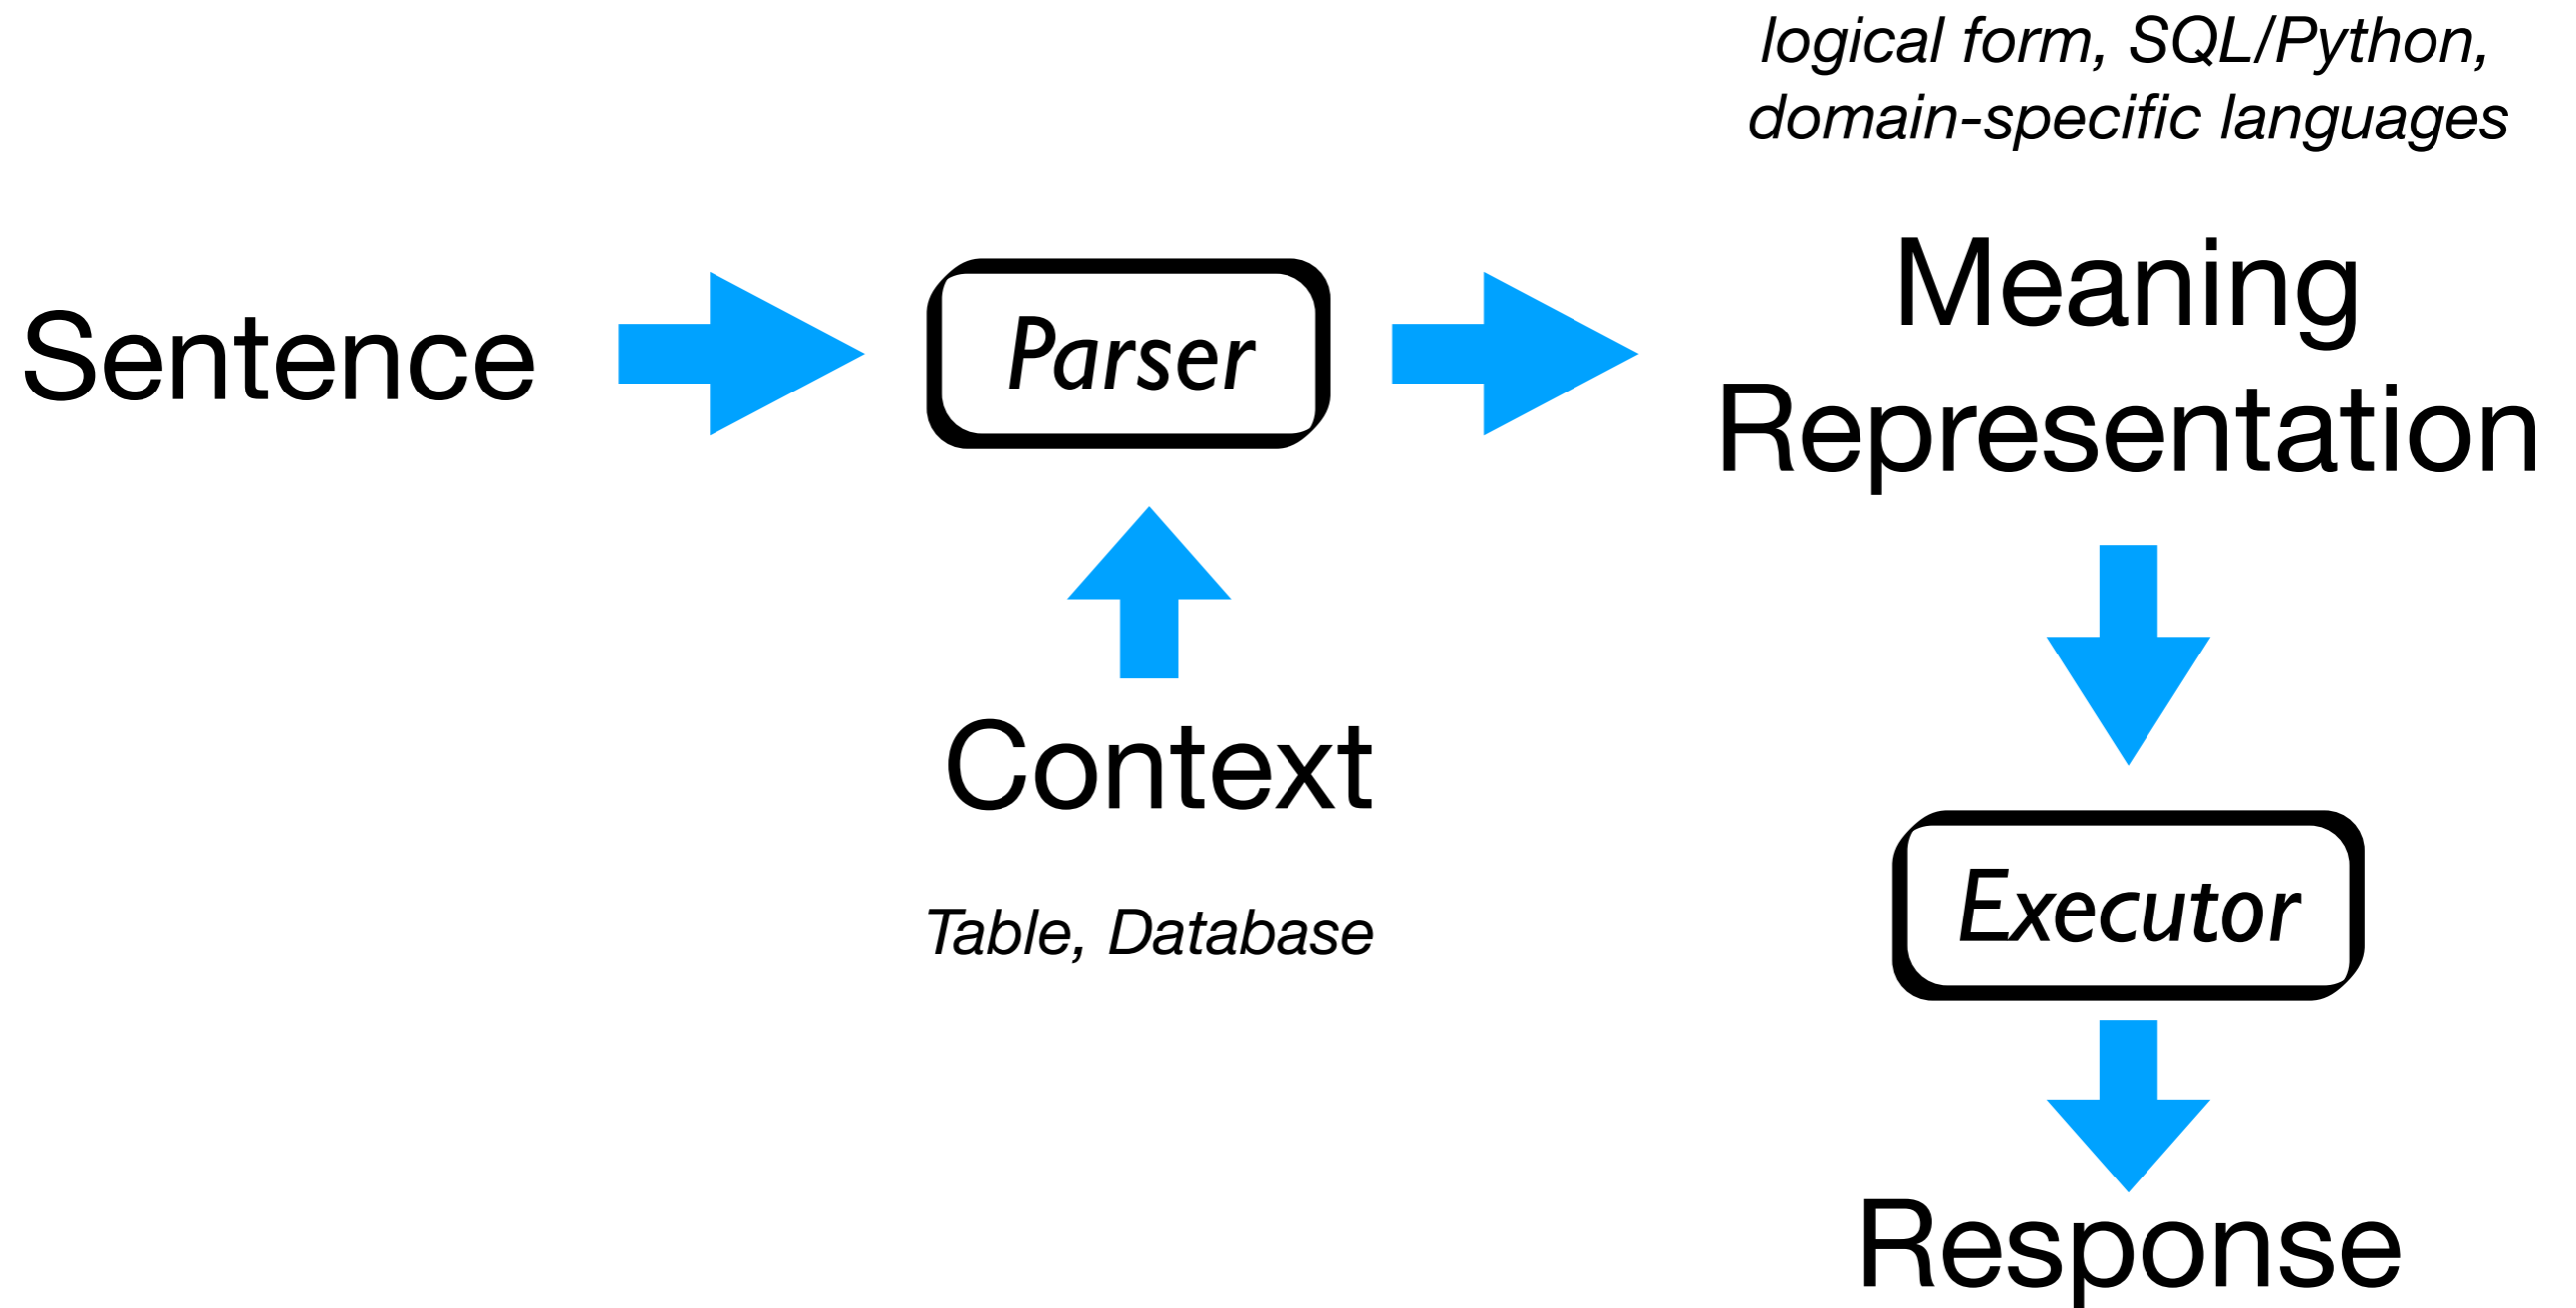 logical form, SQL/Python,
domain-specific languages
Sentence
Parser
Meaning
Representation
Context
Table, Database
Executor
Response